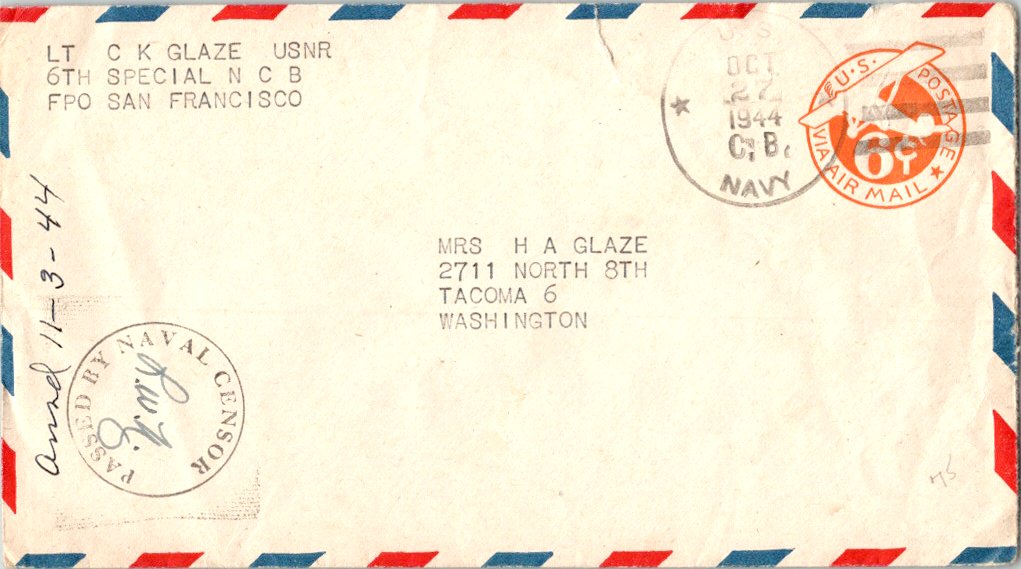 LT C K GLAZE USNR
6TH SPECIAL N C B
FPO SAN FRANCISCO
U. S.
OCT
27
1944
C. B.
NAVY
U.S. POSTAGE
6¢
VIA AIR MAIL
MRS H A GLAZE
2711 NORTH 8TH
TACOMA 6
WASHINGTON
11-3-44
PASSED BY NAVAL CENSOR
75